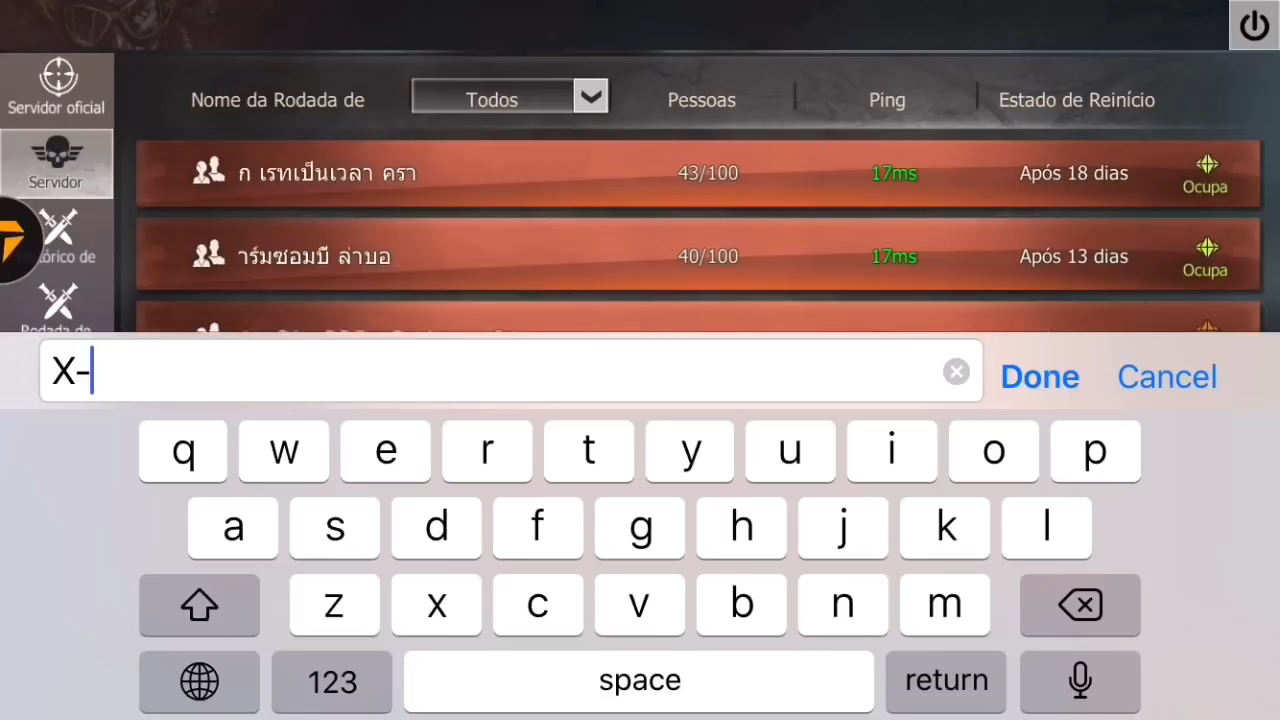 Nome da Rodada de
Todos
Pessoas
Ping
Estado de Reinício
Servidor oficial
Servidor
órico de
ก เรทเป็นเวลา ครา
43/100
17ms
Após 18 dias
Ocupa
าร์มซอมบี ล่าบอ
40/100
17ms
Após 13 dias
Ocupa
X-
Done
Cancel
q w e r t y u i o p
a s d f g h j k l
z x c v b n m
123
space
return